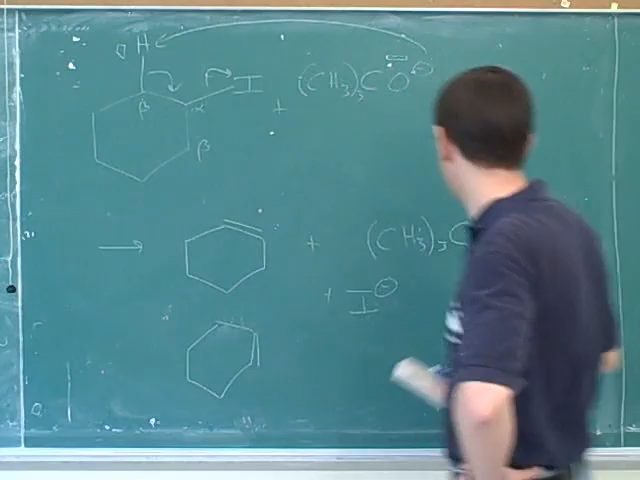 H
I + (CH3)3CO⊖
β α
β
→ + (CH3)3C
+ I⊖